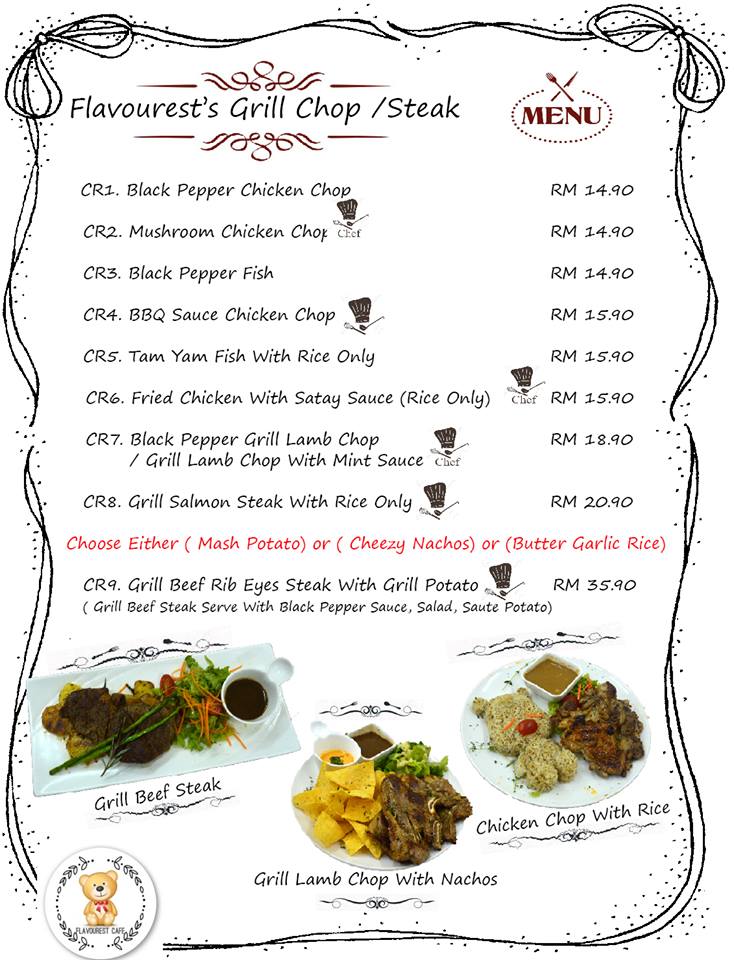 Flavourest's Grill Chop /Steak
MENU
CR1. Black Pepper Chicken Chop RM 14.90
CR2. Mushroom Chicken Chop Chef RM 14.90
CR3. Black Pepper Fish RM 14.90
CR4. BBQ Sauce Chicken Chop RM 15.90
CR5. Tam Yam Fish With Rice Only RM 15.90
CR6. Fried Chicken With Satay Sauce (Rice Only) Chef RM 15.90
CR7. Black Pepper Grill Lamb Chop RM 18.90
/ Grill Lamb Chop With Mint Sauce Chef
CR8. Grill Salmon Steak With Rice Only RM 20.90
Choose Either ( Mash Potato) or ( Cheezy Nachos) or (Butter Garlic Rice)
CR9. Grill Beef Rib Eyes Steak With Grill Potato RM 35.90
( Grill Beef Steak Serve With Black Pepper Sauce, Salad, Saute Potato)
Grill Beef Steak
Chicken Chop With Rice
Grill Lamb Chop With Nachos
FLAVOUREST CAFE